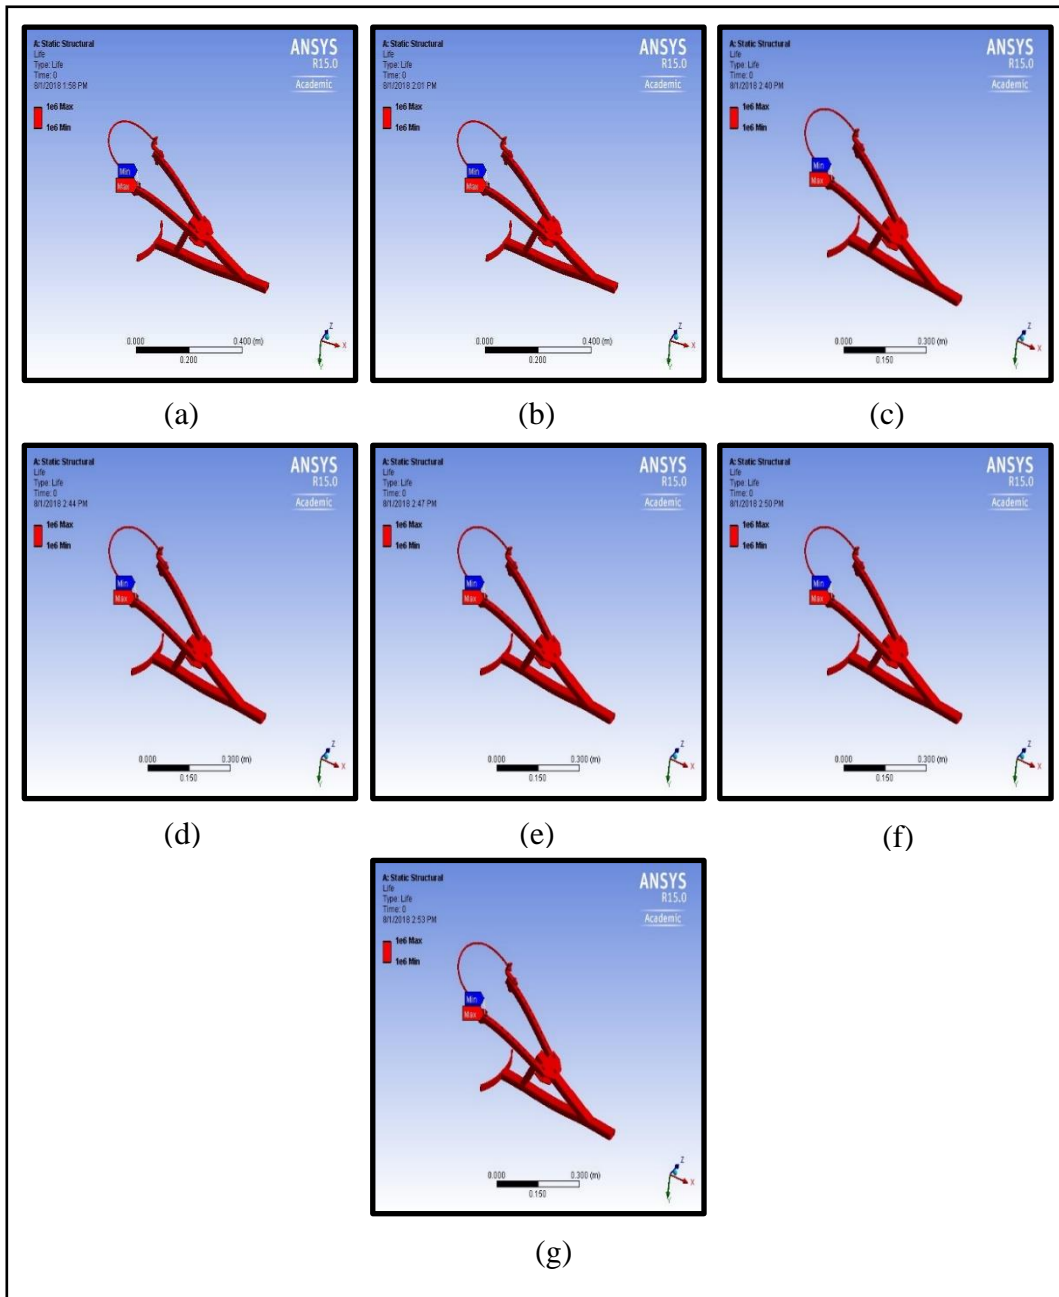 A: Static Structural
Life
Type: Life
Time: 0
8/1/2018 1:58 PM
1e6 Max
1e6 Min
ANSYS
R15.0
Academic
Min
Max
0.000
0.400 (m)
0.200
Z
X
Y
(a)
A: Static Structural
Life
Type: Life
Time: 0
8/1/2018 2:01 PM
1e6 Max
1e6 Min
ANSYS
R15.0
Academic
Min
Max
0.000
0.400 (m)
0.200
Z
X
Y
(b)
A: Static Structural
Life
Type: Life
Time: 0
8/1/2018 2:40 PM
1e6 Max
1e6 Min
ANSYS
R15.0
Academic
Min
Max
0.000
0.300 (m)
0.150
Z
X
Y
(c)
A: Static Structural
Life
Type: Life
Time: 0
8/1/2018 2:44 PM
1e6 Max
1e6 Min
ANSYS
R15.0
Academic
Min
Max
0.000
0.300 (m)
0.150
Z
X
Y
(d)
A: Static Structural
Life
Type: Life
Time: 0
8/1/2018 2:47 PM
1e6 Max
1e6 Min
ANSYS
R15.0
Academic
Min
Max
0.000
0.300 (m)
0.150
Z
X
Y
(e)
A: Static Structural
Life
Type: Life
Time: 0
8/1/2018 2:50 PM
1e6 Max
1e6 Min
ANSYS
R15.0
Academic
Min
Max
0.000
0.300 (m)
0.150
Z
X
Y
(f)
A: Static Structural
Life
Type: Life
Time: 0
8/1/2018 2:53 PM
1e6 Max
1e6 Min
ANSYS
R15.0
Academic
Min
Max
0.000
0.300 (m)
0.150
Z
X
Y
(g)